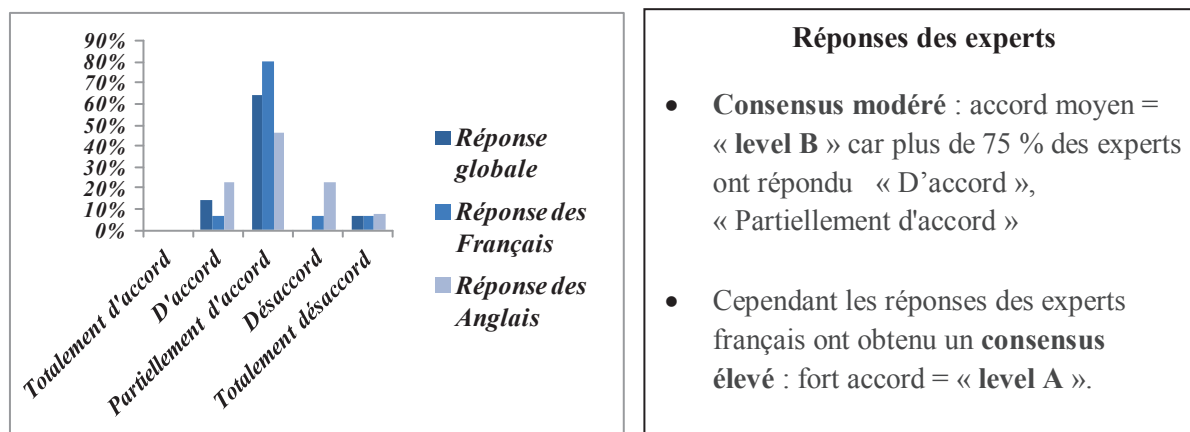 90%
80%
70%
60%
50%
40%
30%
20%
10%
0%
Totalement d'accord
D'accord
Partiellement d'accord
Désaccord
Totalement désaccord
Réponse
globale
Réponse des
Français
Réponse des
Anglais
Réponses des experts
• Consensus modéré : accord moyen =
« level B » car plus de 75 % des experts
ont répondu « D’accord »,
« Partiellement d'accord »
• Cependant les réponses des experts
français ont obtenu un consensus
élevé : fort accord = « level A ».